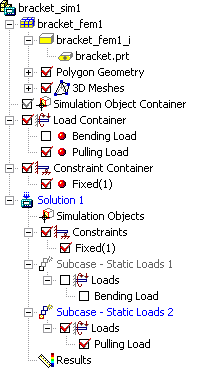 bracket_sim1
bracket_fem1
bracket_fem1_i
bracket.prt
Polygon Geometry
3D Meshes
Simulation Object Container
Load Container
Bending Load
Pulling Load
Constraint Container
Fixed(1)
Solution 1
Simulation Objects
Constraints
Fixed(1)
Subcase - Static Loads 1
Loads
Bending Load
Subcase - Static Loads 2
Loads
Pulling Load
Results